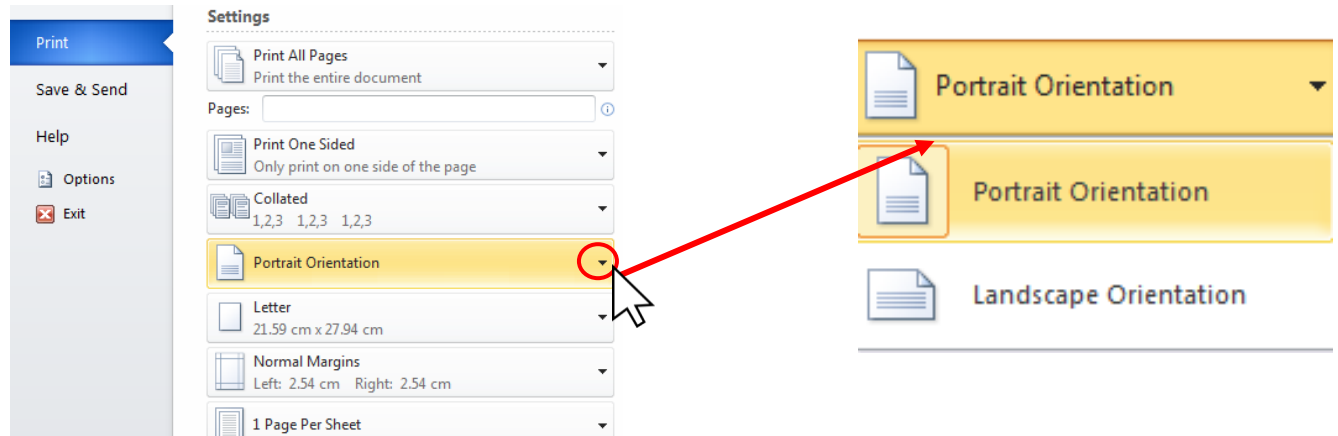 Settings
Print
Save & Send
Help
Options
Exit
Print All Pages
Print the entire document
Pages:
Print One Sided
Only print on one side of the page
Collated
1,2,3 1,2,3 1,2,3
Portrait Orientation
Letter
21.59 cm x 27.94 cm
Normal Margins
Left: 2.54 cm Right: 2.54 cm
1 Page Per Sheet
Portrait Orientation
Portrait Orientation
Landscape Orientation